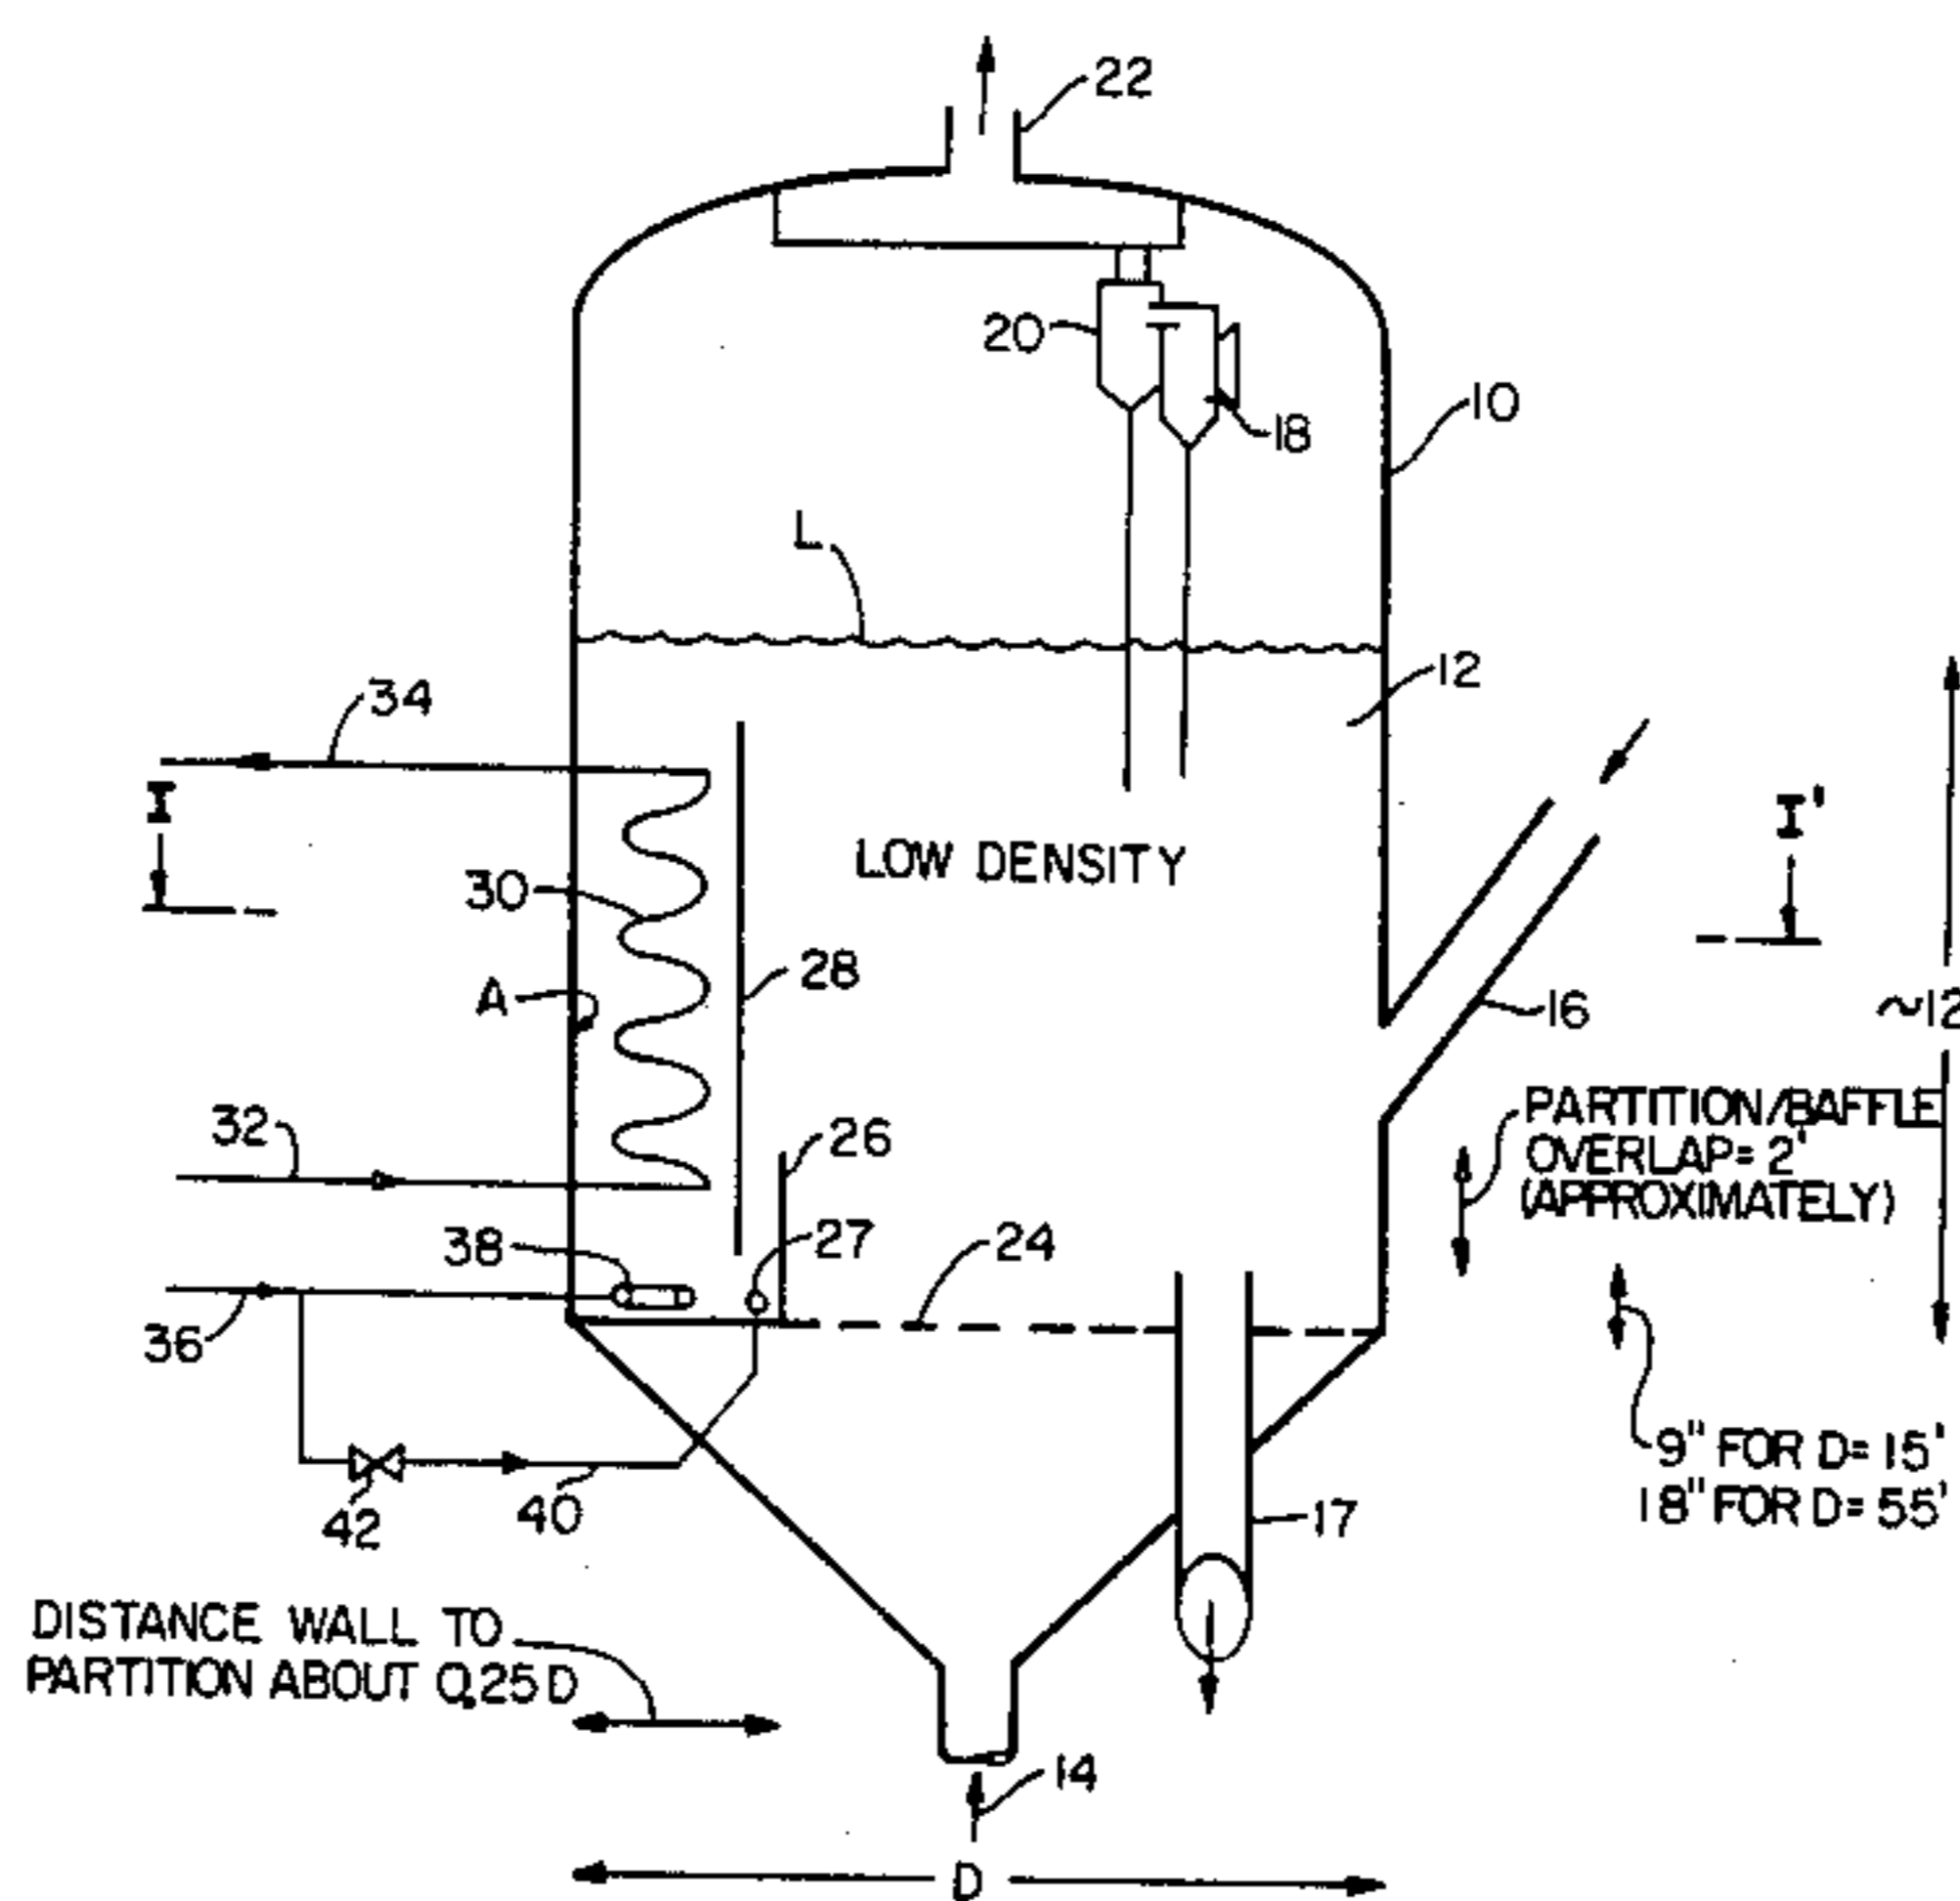 22
20
18
10
L
12
34
I
I'
LOW DENSITY
30
28
A
16
~12
32
26
PARTITION/BAFFLE
OVERLAP= 2'
(APPROXIMATELY)
38
27
24
36
42
40
17
9" FOR D= 15'
18" FOR D= 55'
DISTANCE WALL TO
PARTITION ABOUT 0.25 D
14
D